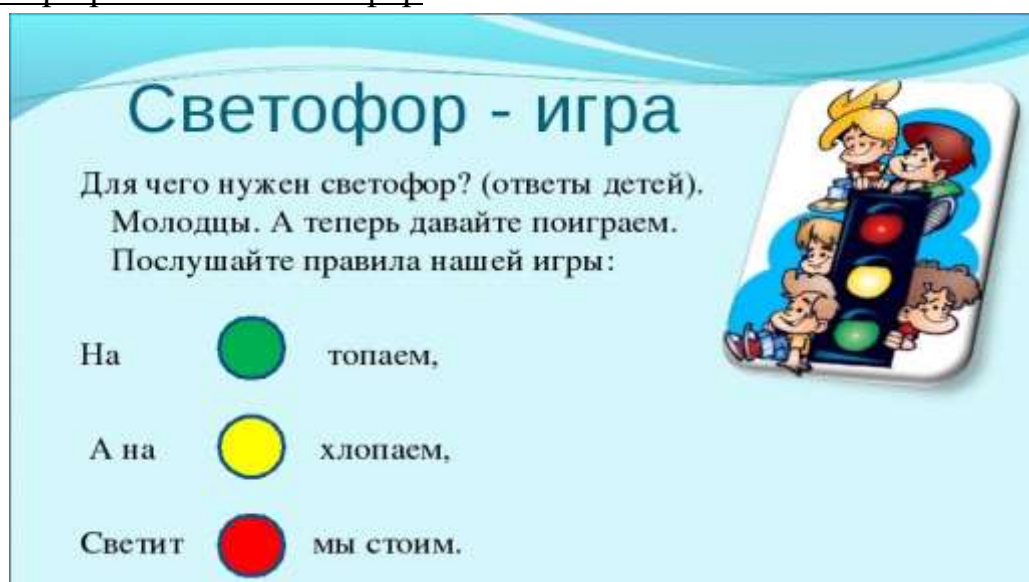 Светофор - игра
Для чего нужен светофор? (ответы детей).
Молодцы. А теперь давайте поиграем.
Послушайте правила нашей игры:
На топаем,
А на хлопаем,
Светит мы стоим.